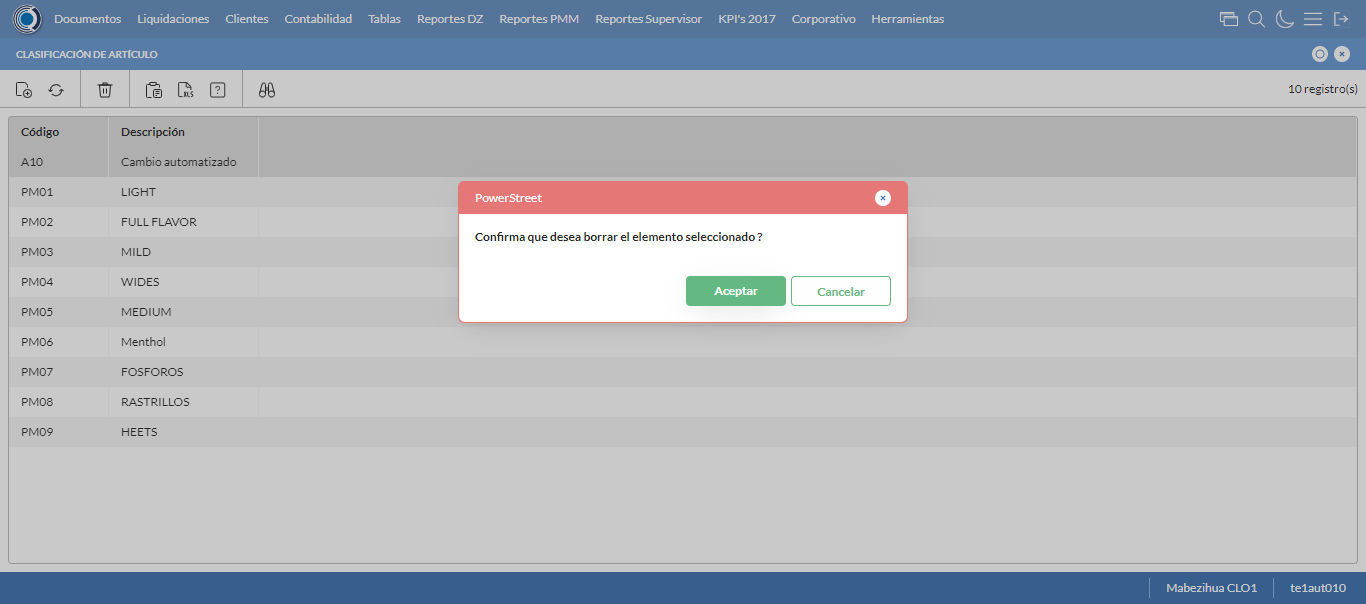 Documentos Liquidaciones Clientes Contabilidad Tablas Reportes DZ Reportes PMM Reportes Supervisor KPI's 2017 Corporativo Herramientas
CLASIFICACIÓN DE ARTÍCULO
XLS ? 10 registro(s)
Código Descripción
A10 Cambio automatizado
PM01 LIGHT
PM02 FULL FLAVOR
PM03 MILD
PM04 WIDES
PM05 MEDIUM
PM06 Menthol
PM07 FOSFOROS
PM08 RASTRILLOS
PM09 HEETS
PowerStreet
Confirma que desea borrar el elemento seleccionado ?
Aceptar Cancelar
Mabezihua CLO1 te1aut010